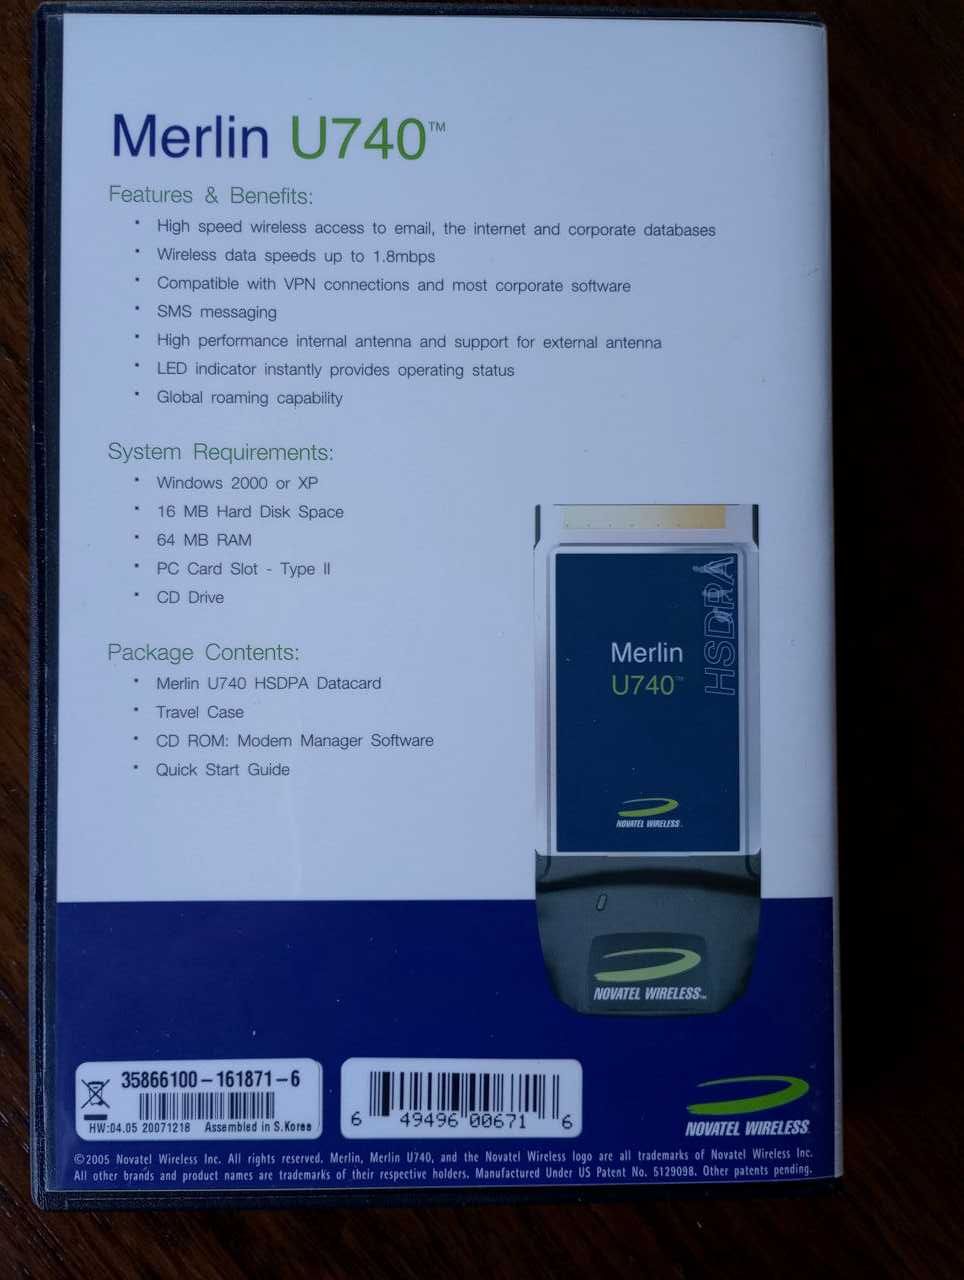 Merlin U740™
Features & Benefits:
• High speed wireless access to email, the internet and corporate databases
• Wireless data speeds up to 1.8mbps
• Compatible with VPN connections and most corporate software
• SMS messaging
• High performance internal antenna and support for external antenna
• LED indicator instantly provides operating status
• Global roaming capability
System Requirements:
• Windows 2000 or XP
• 16 MB Hard Disk Space
• 64 MB RAM
• PC Card Slot - Type II
• CD Drive
Package Contents:
• Merlin U740 HSDPA Datacard
• Travel Case
• CD ROM: Modem Manager Software
• Quick Start Guide
HSDPA
Merlin
U740™
NOVATEL WIRELESS
NOVATEL WIRELESS™
35866100-161871-6
HW:04.05 20071218 Assembled in S.Korea
6 49496 00671 6
NOVATEL WIRELESS
©2005 Novatel Wireless Inc. All rights reserved. Merlin, Merlin U740, and the Novatel Wireless logo are all trademarks of Novatel Wireless Inc.
All other brands and product names are trademarks of their respective holders. Manufactured Under US Patent No. 5129098. Other patents pending.